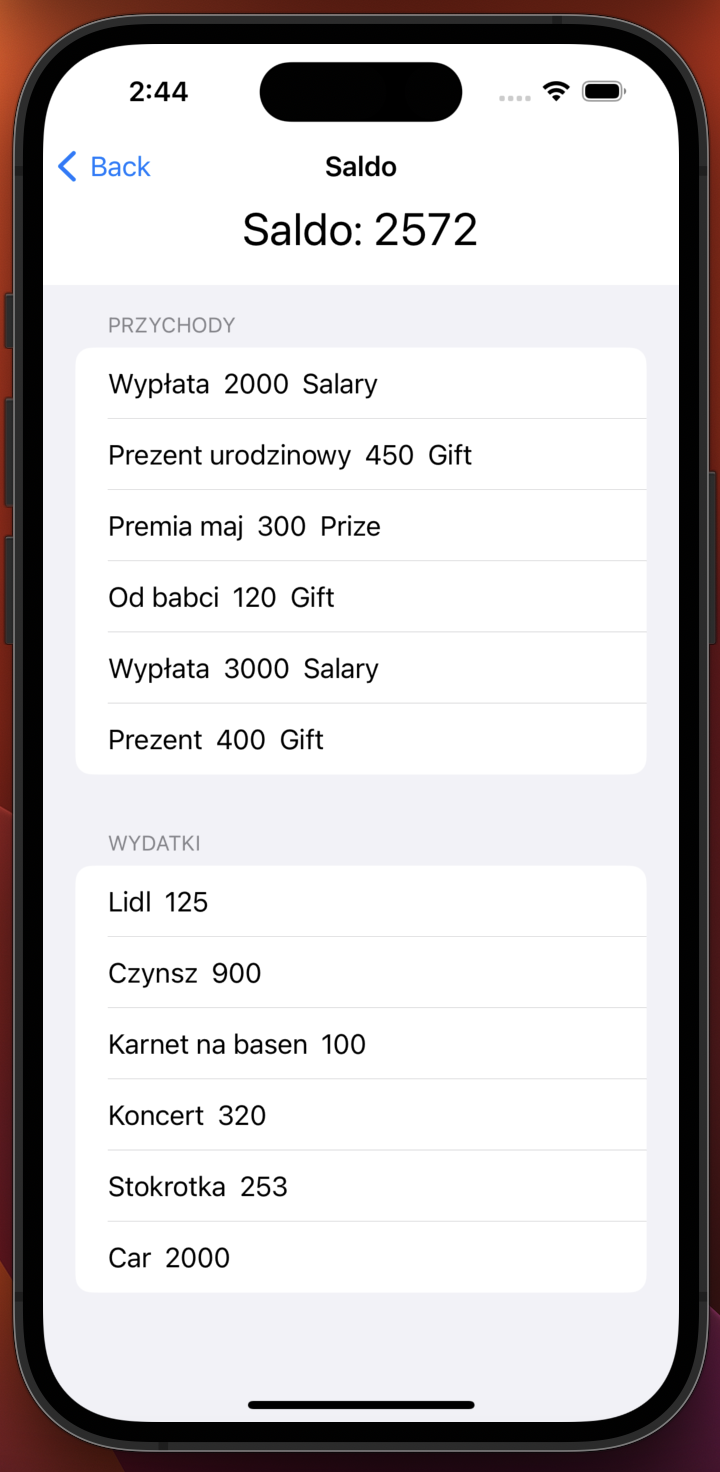 2:44
Back
Saldo
Saldo: 2572
PRZYCHODY
Wypłata 2000 Salary
Prezent urodzinowy 450 Gift
Premia maj 300 Prize
Od babci 120 Gift
Wypłata 3000 Salary
Prezent 400 Gift
WYDATKI
Lidl 125
Czynsz 900
Karnet na basen 100
Koncert 320
Stokrotka 253
Car 2000